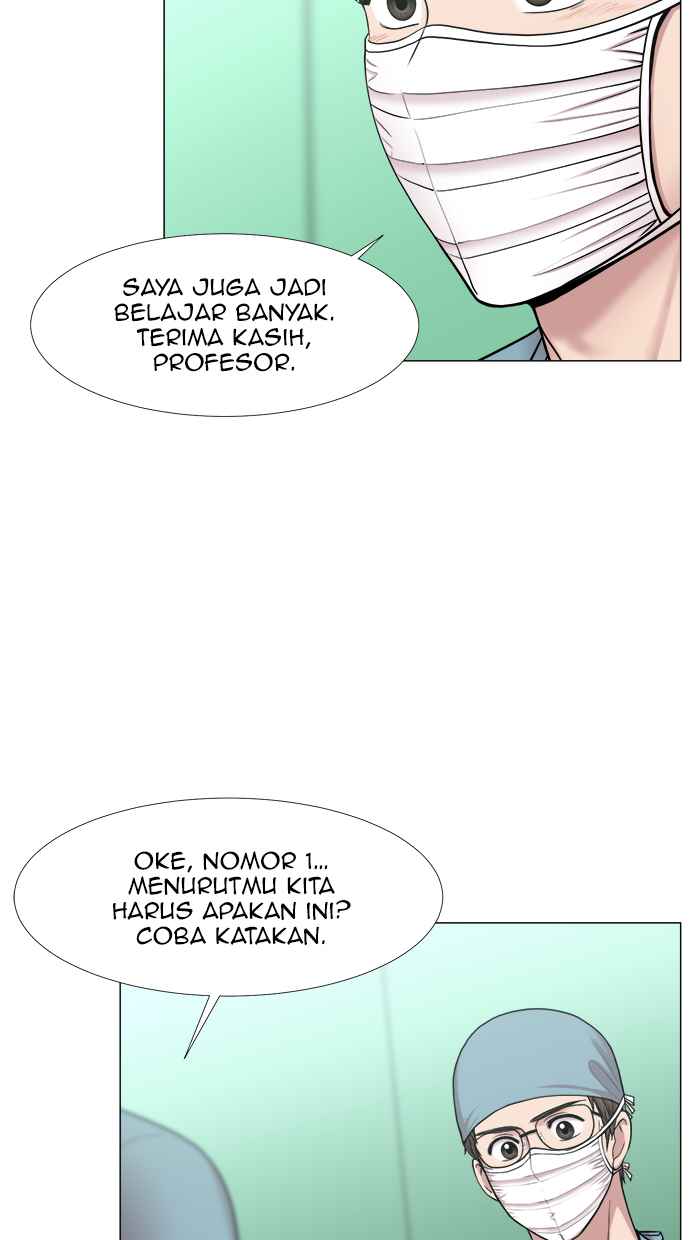 SAYA JUGA JADI
BELAJAR BANYAK.
TERIMA KASIH,
PROFESOR.
OKE, NOMOR 1...
MENURUTMU KITA
HARUS APAKAN INI?
COBA KATAKAN.